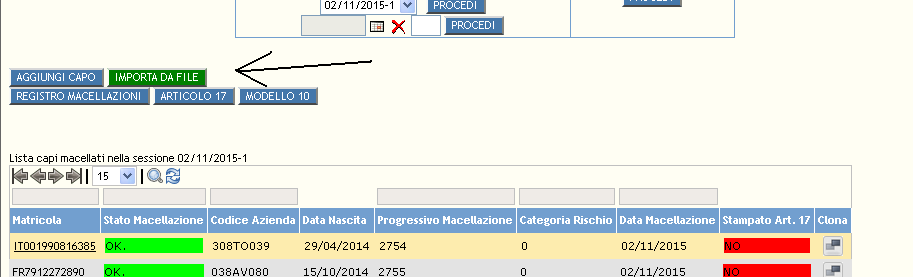 02/11/2015-1 PROCEDI
PROCEDI
AGGIUNGI CAPO IMPORTA DA FILE
REGISTRO MACELLAZIONI ARTICOLO 17 MODELLO 10
Lista capi macellati nella sessione 02/11/2015-1
15
Matricola Stato Macellazione Codice Azienda Data Nascita Progressivo Macellazione Categoria Rischio Data Macellazione Stampato Art. 17 Clona
IT001990816385 OK. 308TO039 29/04/2014 2754 0 02/11/2015 NO
FR7912272890 OK. 038AV080 15/10/2014 2755 0 02/11/2015 NO